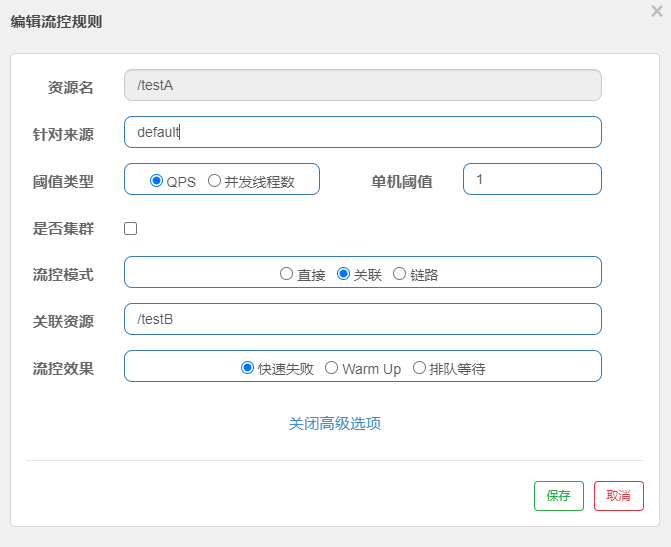 编辑流控规则
×
资源名 /testA
针对来源 default
阈值类型 QPS 并发线程数 单机阈值 1
是否集群
流控模式 直接 关联 链路
关联资源 /testB
流控效果 快速失败 Warm Up 排队等待
关闭高级选项
保存 取消